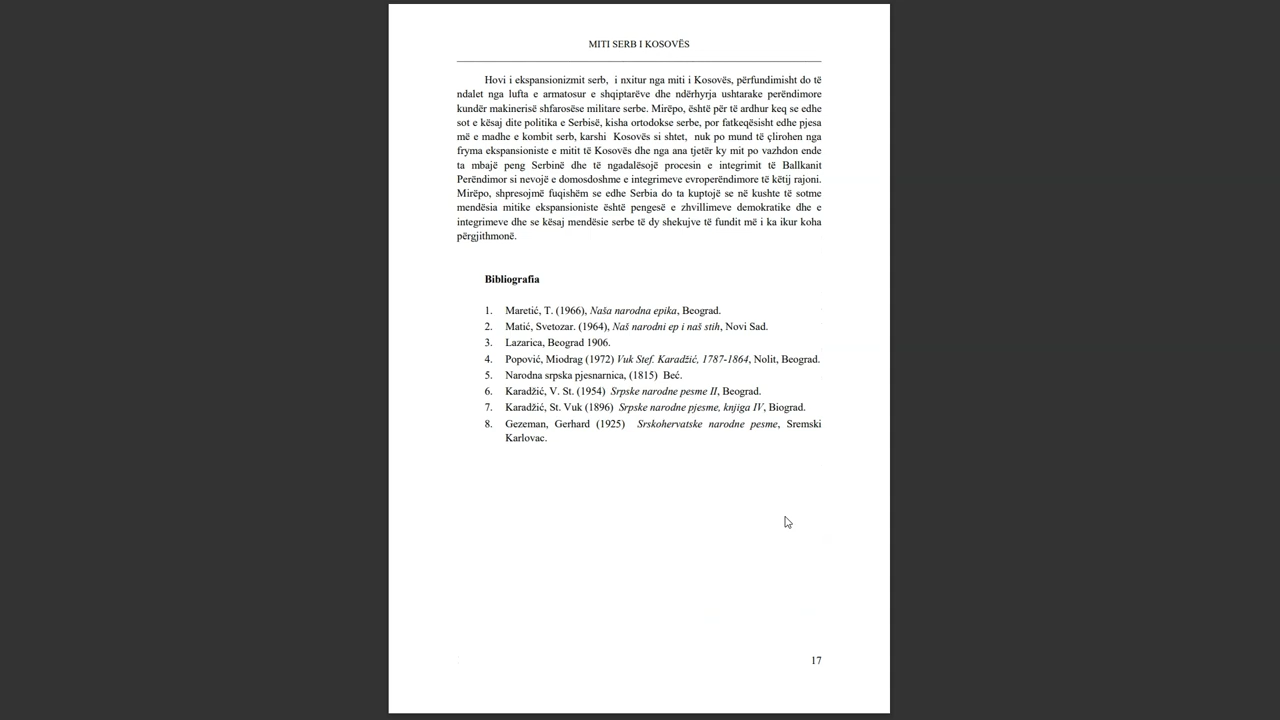 MITI SERB I KOSOVËS
Hovi i ekspansionizmit serb, i nxitur nga miti i Kosovës, përfundimisht do të
ndalet nga lufta e armatosur e shqiptarëve dhe ndërhyrja ushtarake perëndimore
kundër makinerisë shfarosëse militare serbe. Mirëpo, është për të ardhur keq se edhe
sot e kësaj dite politika e Serbisë, kisha ortodokse serbe, por fatkeqësisht edhe pjesa
më e madhe e kombit serb, karshi Kosovës si shtet, nuk po mund të çlirohen nga
fryma ekspansioniste e mitit të Kosovës dhe nga ana tjetër ky mit po vazhdon ende
ta mbajë peng Serbinë dhe të ngadalësojë procesin e integrimit të Ballkanit
Perëndimor si nevojë e domosdoshme e integrimeve evroperëndimore të këtij rajoni.
Mirëpo, shpresojmë fuqishëm se edhe Serbia do ta kuptojë se në kushte të sotme
mendësia mitike ekspansioniste është pengesë e zhvillimeve demokratike dhe e
integrimeve dhe se kësaj mendësie serbe të dy shekujve të fundit më i ka ikur koha
përgjithmonë.
Bibliografia
1. Maretić, T. (1966), Naša narodna epika, Beograd.
2. Matić, Svetozar. (1964), Naš narodni ep i naš stih, Novi Sad.
3. Lazarica, Beograd 1906.
4. Popović, Miodrag (1972) Vuk Stef. Karadžić, 1787-1864, Nolit, Beograd.
5. Narodna srpska pjesnarnica, (1815) Beć.
6. Karadžić, V. St. (1954) Srpske narodne pesme II, Beograd.
7. Karadžić, St. Vuk (1896) Srpske narodne pjesme, knjiga IV, Biograd.
8. Gezeman, Gerhard (1925) Srskohervatske narodne pesme, Sremski
Karlovac.
17